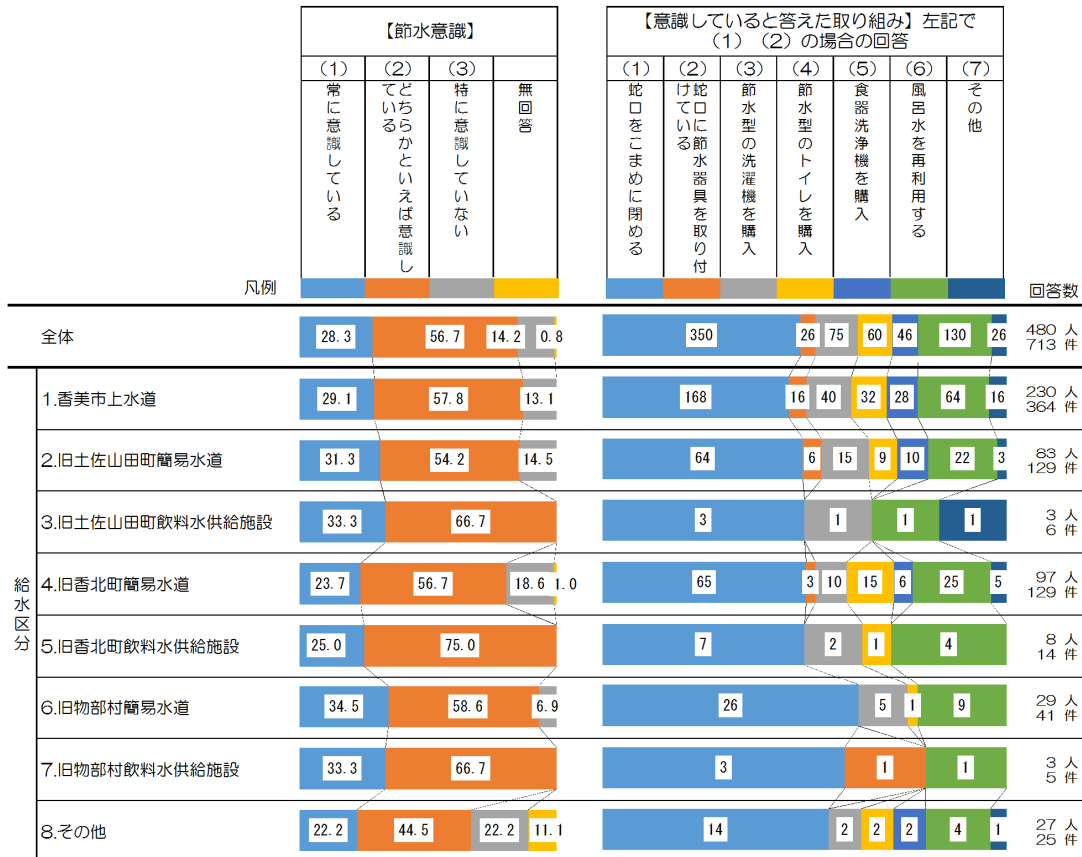 【節水意識】
【意識していると答えた取り組み】左記で
(1) (2) の場合の回答
(1)
(2)
(3)
常に意識している
どちらかといえば意識し
ている
特に意識していない
無回答
(1)
(2)
(3)
(4)
(5)
(6)
(7)
蛇口をこまめに閉める
蛇口に節水器具を取り付
けている
節水型の洗濯機を購入
節水型のトイレを購入
食器洗浄機を購入
風呂水を再利用する
その他
凡例
回答数
全体
28.3
56.7
14.2
0.8
350
26
75
60
46
130
26
480 人
713 件
給水区分
1.香美市上水道
29.1
57.8
13.1
168
16
40
32
28
64
16
230 人
364 件
2.旧土佐山田町簡易水道
31.3
54.2
14.5
64
6
15
9
10
22
3
83 人
129 件
3.旧土佐山田町飲料水供給施設
33.3
66.7
3
1
1
1
3 人
6 件
4.旧香北町簡易水道
23.7
56.7
18.6
1.0
65
3
10
15
6
25
5
97 人
129 件
5.旧香北町飲料水供給施設
25.0
75.0
7
2
1
4
8 人
14 件
6.旧物部村簡易水道
34.5
58.6
6.9
26
5
1
9
29 人
41 件
7.旧物部村飲料水供給施設
33.3
66.7
3
1
1
3 人
5 件
8.その他
22.2
44.5
22.2
11.1
14
2
2
2
4
1
27 人
25 件